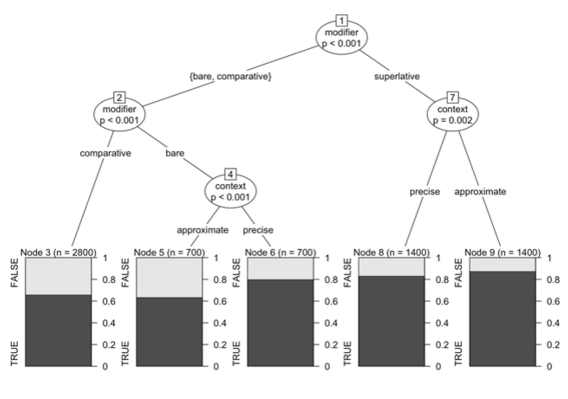 1
modifier
p < 0.001
{bare, comparative}
superlative
2
modifier
p < 0.001
7
context
p = 0.002
comparative
bare
4
context
p < 0.001
precise
approximate
approximate
precise
Node 3 (n = 2800)
FALSE
TRUE
1
0.8
0.6
0.4
0.2
0
Node 5 (n = 700)
FALSE
TRUE
1
0.8
0.6
0.4
0.2
0
Node 6 (n = 700)
FALSE
TRUE
1
0.8
0.6
0.4
0.2
0
Node 8 (n = 1400)
FALSE
TRUE
1
0.8
0.6
0.4
0.2
0
Node 9 (n = 1400)
FALSE
TRUE
1
0.8
0.6
0.4
0.2
0